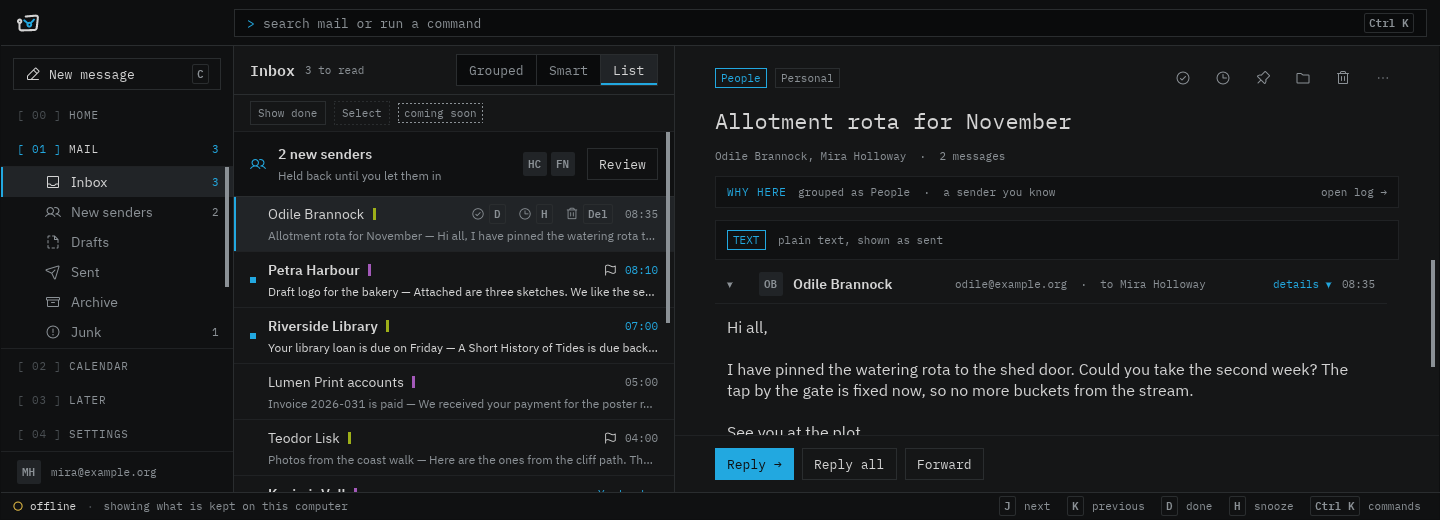 > search mail or run a command
Ctrl K
New message
C
[ 00 ] HOME
[ 01 ] MAIL
3
Inbox
3
New senders
2
Drafts
Sent
Archive
Junk
1
[ 02 ] CALENDAR
[ 03 ] LATER
[ 04 ] SETTINGS
MH
mira@example.org
Inbox
3 to read
Grouped
Smart
List
Show done
Select
coming soon
2 new senders
Held back until you let them in
HC
FN
Review
Odile Brannock
D
H
Del
08:35
Allotment rota for November — Hi all, I have pinned the watering rota t…
Petra Harbour
08:10
Draft logo for the bakery — Attached are three sketches. We like the se…
Riverside Library
07:00
Your library loan is due on Friday — A Short History of Tides is due back…
Lumen Print accounts
05:00
Invoice 2026-031 is paid — We received your payment for the poster r…
Teodor Lisk
04:00
Photos from the coast walk — Here are the ones from the cliff path. Th…
People
Personal
Allotment rota for November
Odile Brannock, Mira Holloway · 2 messages
WHY HERE grouped as People · a sender you know
open log →
TEXT plain text, shown as sent
▾
OB
Odile Brannock
odile@example.org · to Mira Holloway
details ▾
08:35
Hi all,
I have pinned the watering rota to the shed door. Could you take the second week? The
tap by the gate is fixed now, so no more buckets from the stream.
See you at the plot
Reply →
Reply all
Forward
offline · showing what is kept on this computer
J next
K previous
D done
H snooze
Ctrl K commands